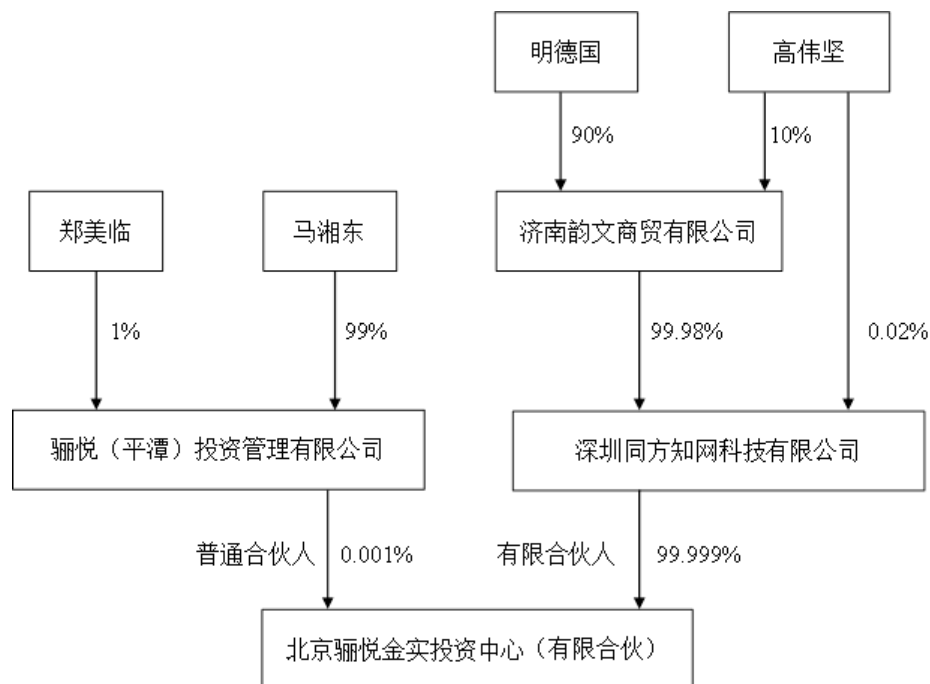 明德国
高伟坚
90%
10%
郑美临
马湘东
济南韵文商贸有限公司
1%
99%
99.98%
0.02%
骊悦（平潭）投资管理有限公司
深圳同方知网科技有限公司
普通合伙人
0.001%
有限合伙人
99.999%
北京骊悦金实投资中心（有限合伙）